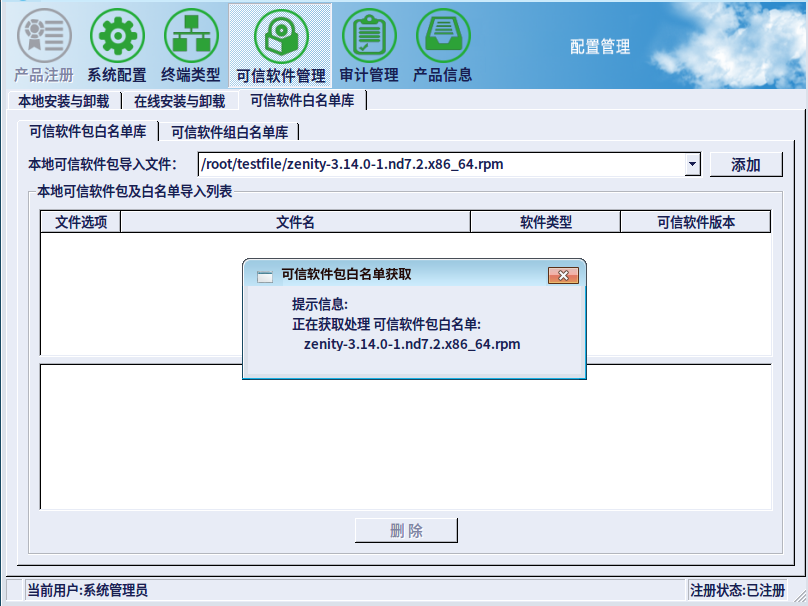 产品注册 系统配置 终端类型 可信软件管理 审计管理 产品信息 配置管理
本地安装与卸载 在线安装与卸载 可信软件白名单库
可信软件包白名单库 可信软件组白名单库
本地可信软件包导入文件: /root/testfile/zenity-3.14.0-1.nd7.2.x86_64.rpm 添加
本地可信软件包及白名单导入列表
文件选项 文件名 软件类型 可信软件版本
可信软件包白名单获取
提示信息:
正在获取处理 可信软件包白名单:
zenity-3.14.0-1.nd7.2.x86_64.rpm
删 除
当前用户:系统管理员 注册状态:已注册